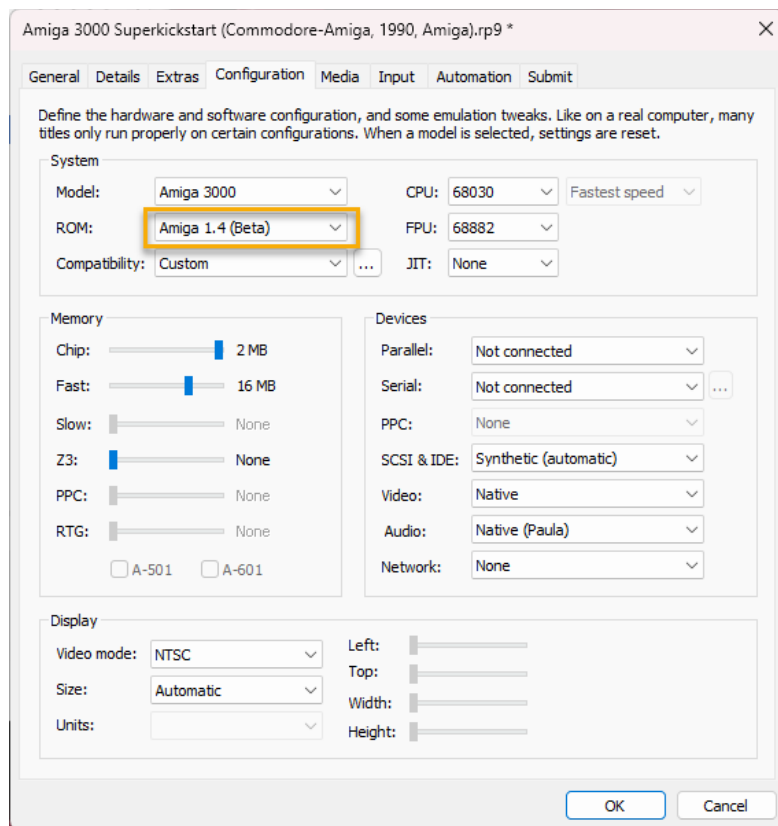 Amiga 3000 Superkickstart (Commodore-Amiga, 1990, Amiga).rp9 *
General Details Extras Configuration Media Input Automation Submit
Define the hardware and software configuration, and some emulation tweaks. Like on a real computer, many
titles only run properly on certain configurations. When a model is selected, settings are reset.
System
Model: Amiga 3000 CPU: 68030 Fastest speed
ROM: Amiga 1.4 (Beta) FPU: 68882
Compatibility: Custom ... JIT: None
Memory
Chip: 2 MB
Fast: 16 MB
Slow: None
Z3: None
PPC: None
RTG: None
A-501 A-601
Devices
Parallel: Not connected
Serial: Not connected ...
PPC: None
SCSI & IDE: Synthetic (automatic)
Video: Native
Audio: Native (Paula)
Network: None
Display
Video mode: NTSC
Size: Automatic
Units:
Left:
Top:
Width:
Height:
OK Cancel